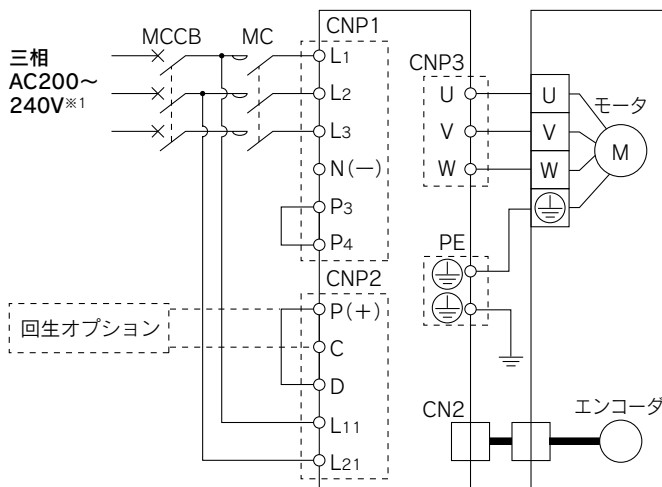 三相
AC200～
240V※1
MCCB
MC
CNP1
L1
L2
L3
N(—)
P3
P4
CNP2
P(+)
C
D
L11
L21
回生オプション
CNP3
U
V
W
PE
CN2
U
V
W
モータ
M
エンコーダ